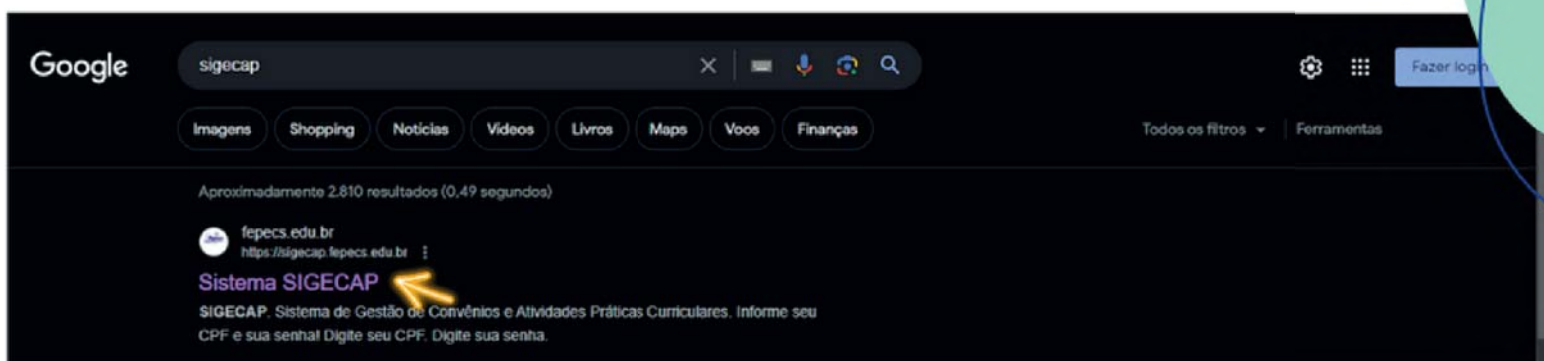 Google
sigecap
Fazer login
Imagens Shopping Notícias Vídeos Livros Maps Voos Finanças
Todos os filtros Ferramentas
Aproximadamente 2.810 resultados (0,49 segundos)
fepecs.edu.br
https://sigecap.fepecs.edu.br
Sistema SIGECAP
SIGECAP. Sistema de Gestão de Convênios e Atividades Práticas Curriculares. Informe seu
CPF e sua senha! Digite seu CPF. Digite sua senha.